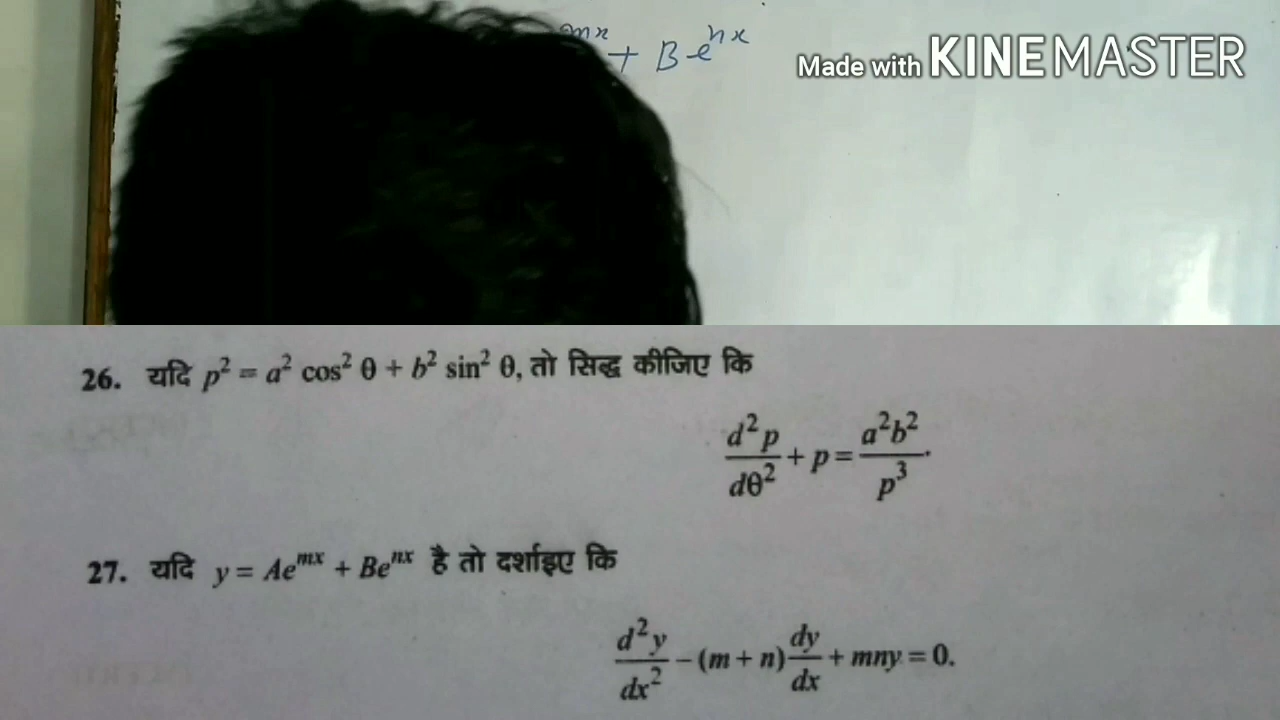 mx + B e^nx
Made with KINEMASTER
26. यदि p² = a² cos² θ + b² sin² θ, तो सिद्ध कीजिए कि
d²p/dθ² + p = a²b²/p³.
27. यदि y = Ae^mx + Be^nx है तो दर्शाइए कि
d²y/dx² – (m + n) dy/dx + mny = 0.